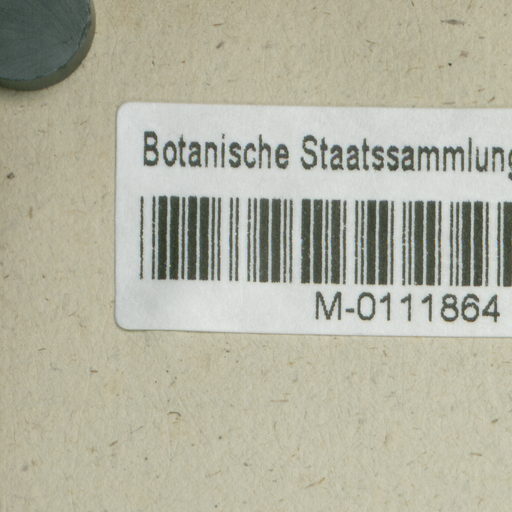 Botanische Staatssammlung
M-0111864